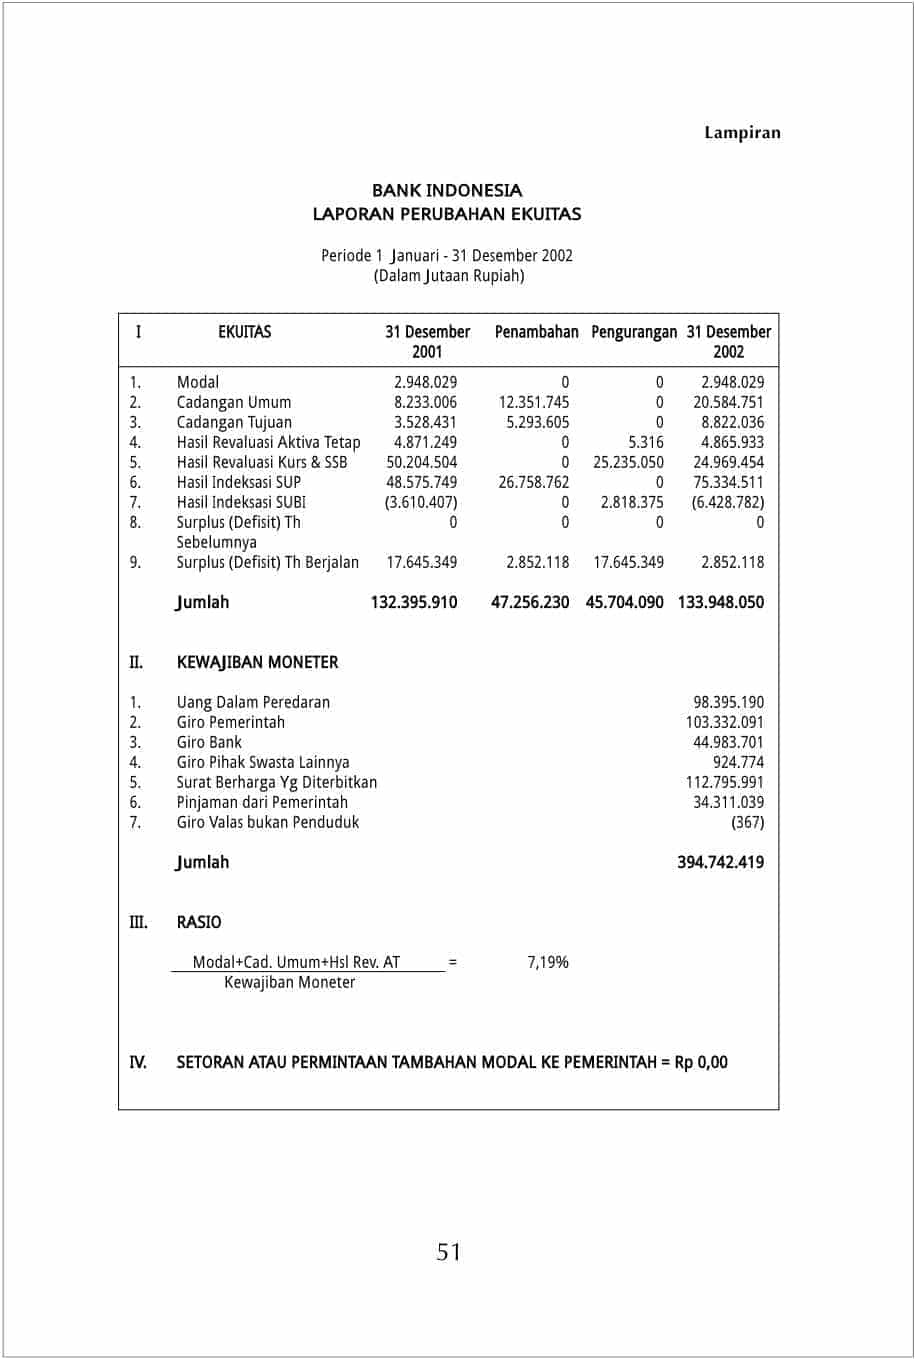 Lampiran
BANK INDONESIA
LAPORAN PERUBAHAN EKUITAS
Periode 1 Januari - 31 Desember 2002
(Dalam Jutaan Rupiah)
I EKUITAS 31 Desember Penambahan Pengurangan 31 Desember
2001 2002
1. Modal 2.948.029 0 0 2.948.029
2. Cadangan Umum 8.233.006 12.351.745 0 20.584.751
3. Cadangan Tujuan 3.528.431 5.293.605 0 8.822.036
4. Hasil Revaluasi Aktiva Tetap 4.871.249 0 5.316 4.865.933
5. Hasil Revaluasi Kurs & SSB 50.204.504 0 25.235.050 24.969.454
6. Hasil Indeksasi SUP 48.575.749 26.758.762 0 75.334.511
7. Hasil Indeksasi SUBI (3.610.407) 0 2.818.375 (6.428.782)
8. Surplus (Defisit) Th 0 0 0 0
Sebelumnya
9. Surplus (Defisit) Th Berjalan 17.645.349 2.852.118 17.645.349 2.852.118
Jumlah 132.395.910 47.256.230 45.704.090 133.948.050
II. KEWAJIBAN MONETER
1. Uang Dalam Peredaran 98.395.190
2. Giro Pemerintah 103.332.091
3. Giro Bank 44.983.701
4. Giro Pihak Swasta Lainnya 924.774
5. Surat Berharga Yg Diterbitkan 112.795.991
6. Pinjaman dari Pemerintah 34.311.039
7. Giro Valas bukan Penduduk (367)
Jumlah 394.742.419
III. RASIO
Modal+Cad. Umum+Hsl Rev. AT = 7,19%
Kewajiban Moneter
IV. SETORAN ATAU PERMINTAAN TAMBAHAN MODAL KE PEMERINTAH = Rp 0,00
51